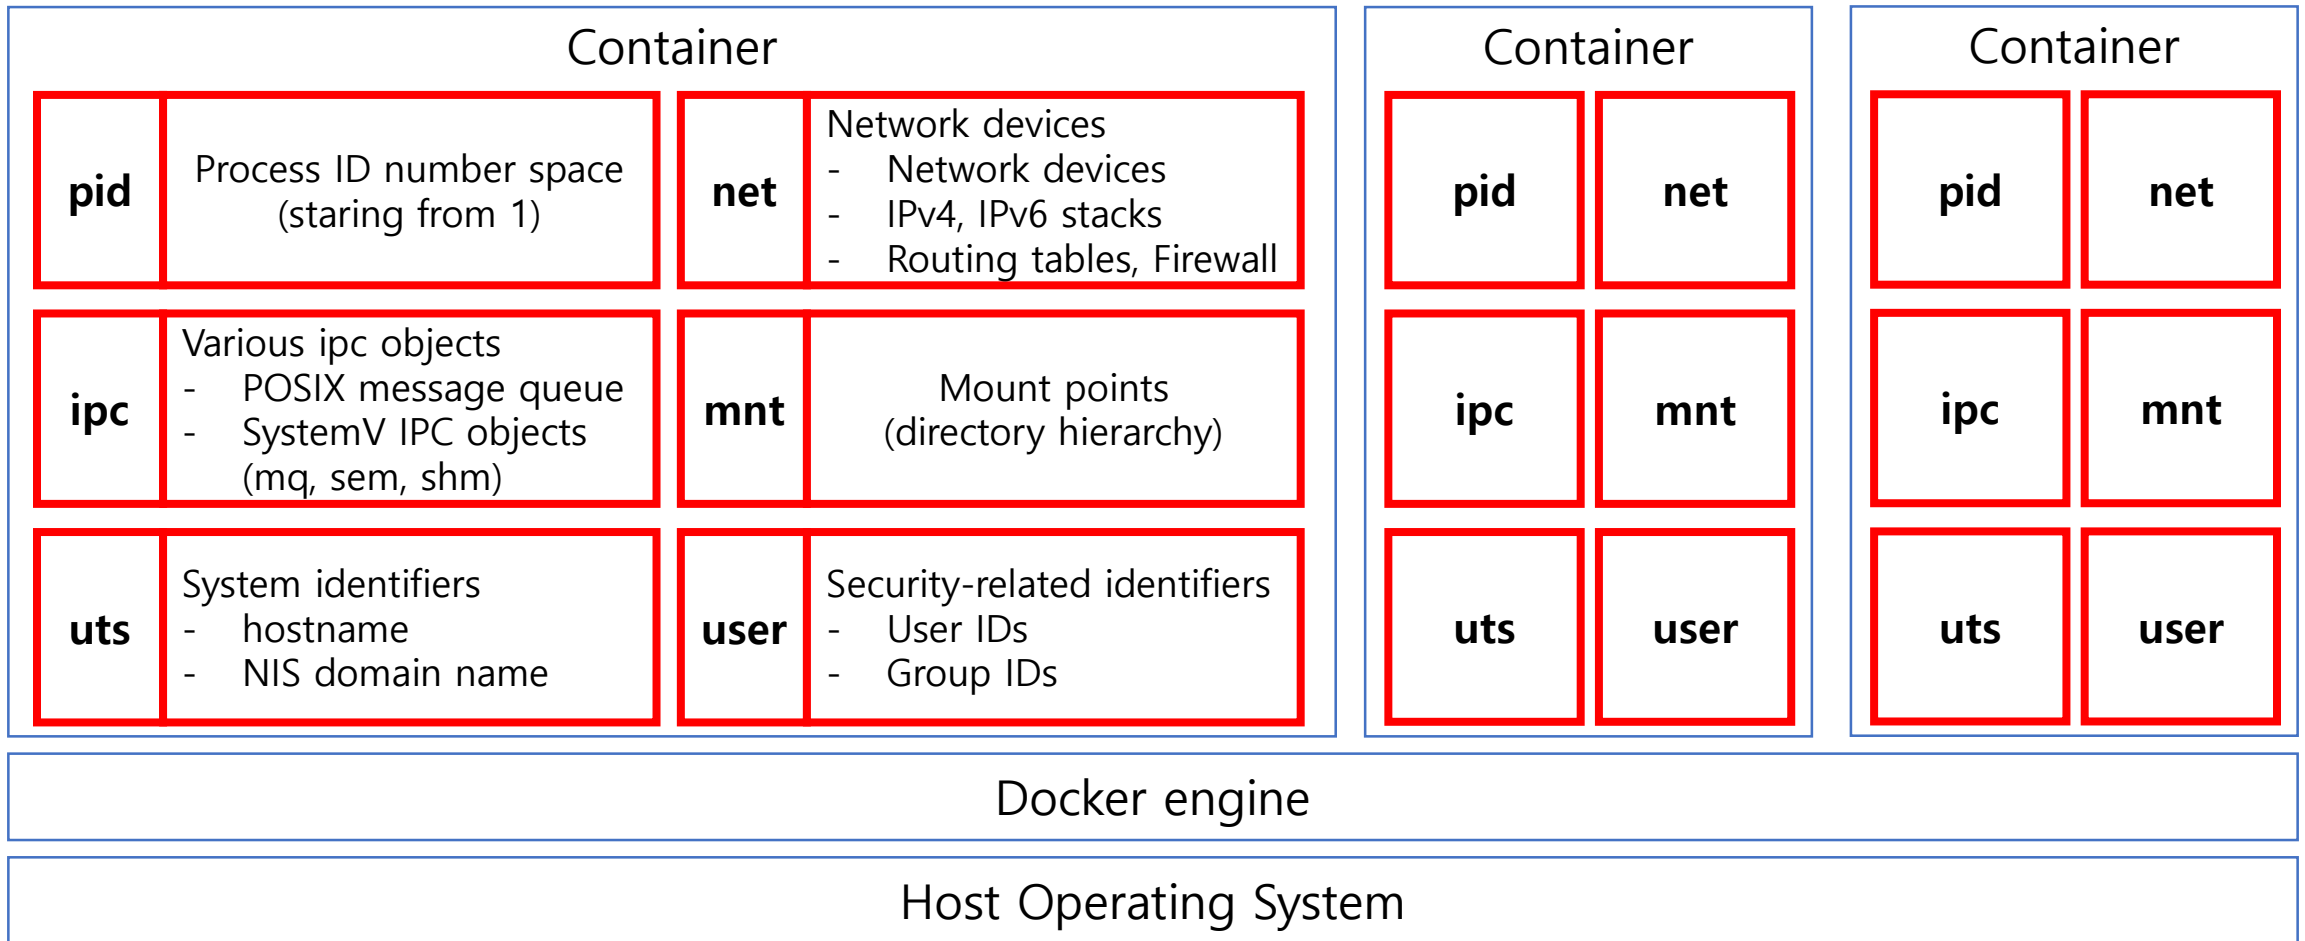 Container
pid
Process ID number space
(staring from 1)
net
Network devices
- Network devices
- IPv4, IPv6 stacks
- Routing tables, Firewall
ipc
Various ipc objects
- POSIX message queue
- SystemV IPC objects
(mq, sem, shm)
mnt
Mount points
(directory hierarchy)
uts
System identifiers
- hostname
- NIS domain name
user
Security-related identifiers
- User IDs
- Group IDs
Container
pid
net
ipc
mnt
uts
user
Container
pid
net
ipc
mnt
uts
user
Docker engine
Host Operating System